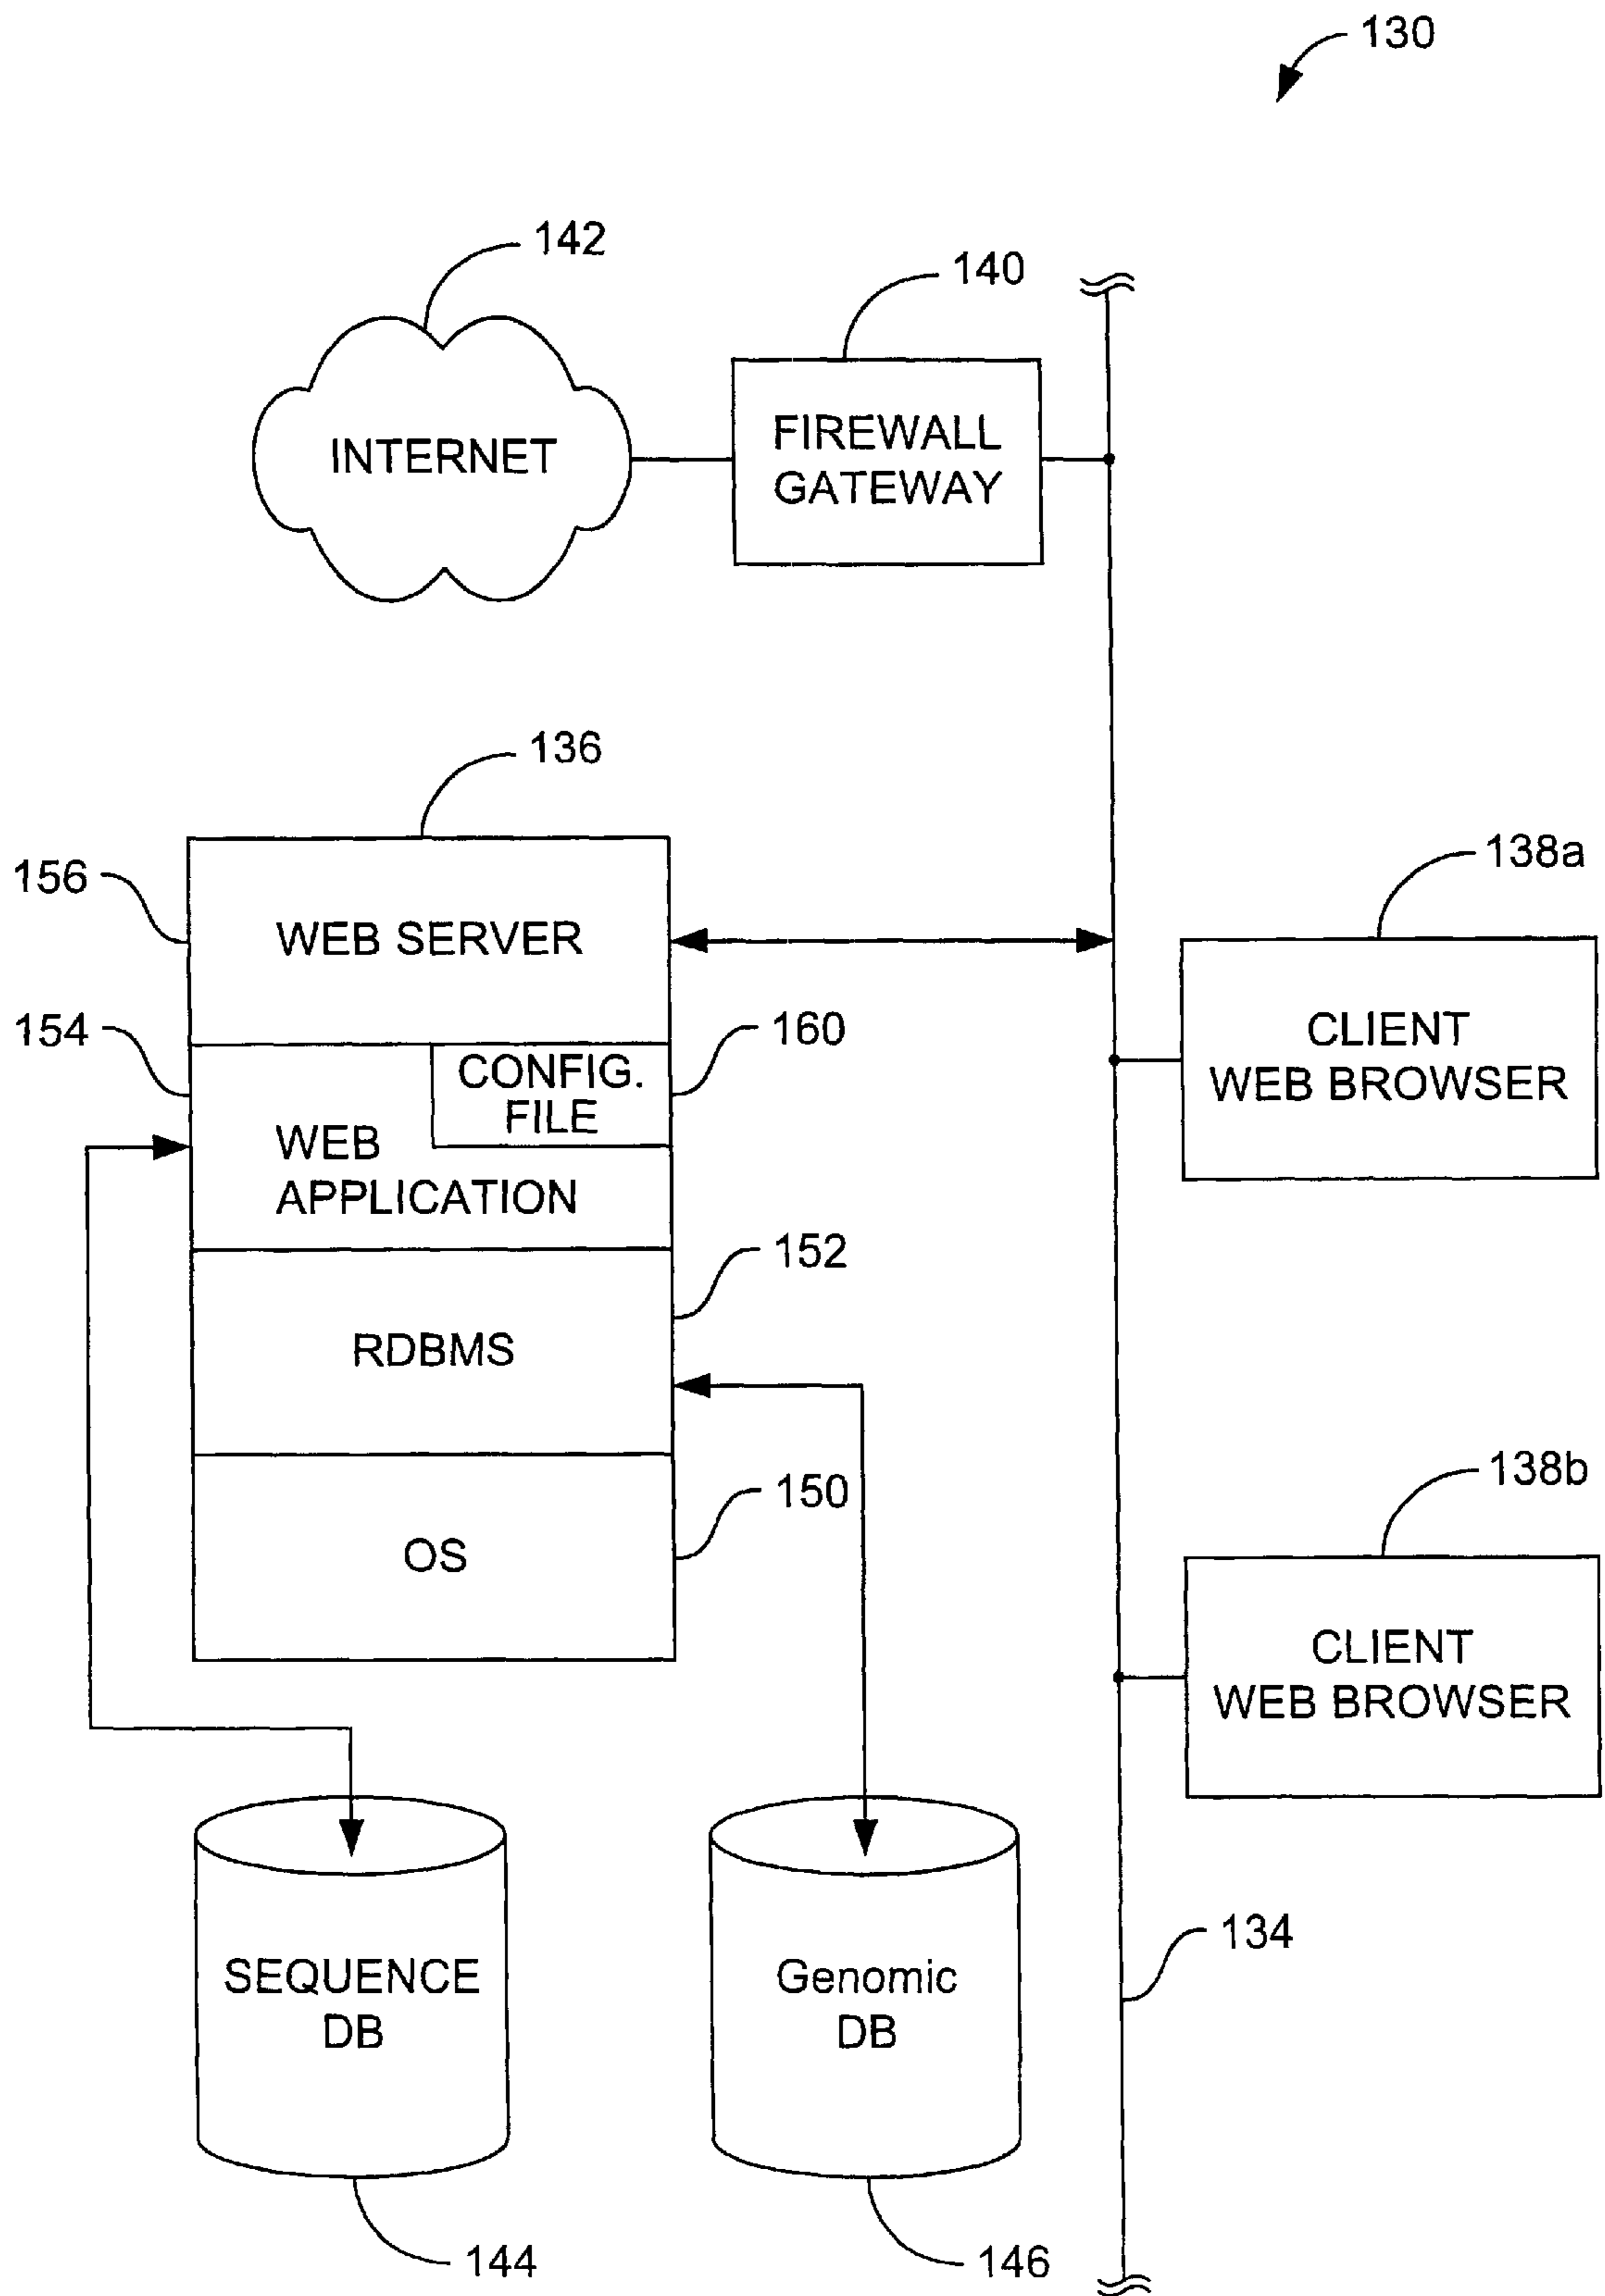 130
142
140
INTERNET
FIREWALL
GATEWAY
136
156
WEB SERVER
138a
154
160
CONFIG.
FILE
CLIENT
WEB BROWSER
WEB
APPLICATION
152
RDBMS
138b
150
OS
CLIENT
WEB BROWSER
134
SEQUENCE
DB
Genomic
DB
144
146